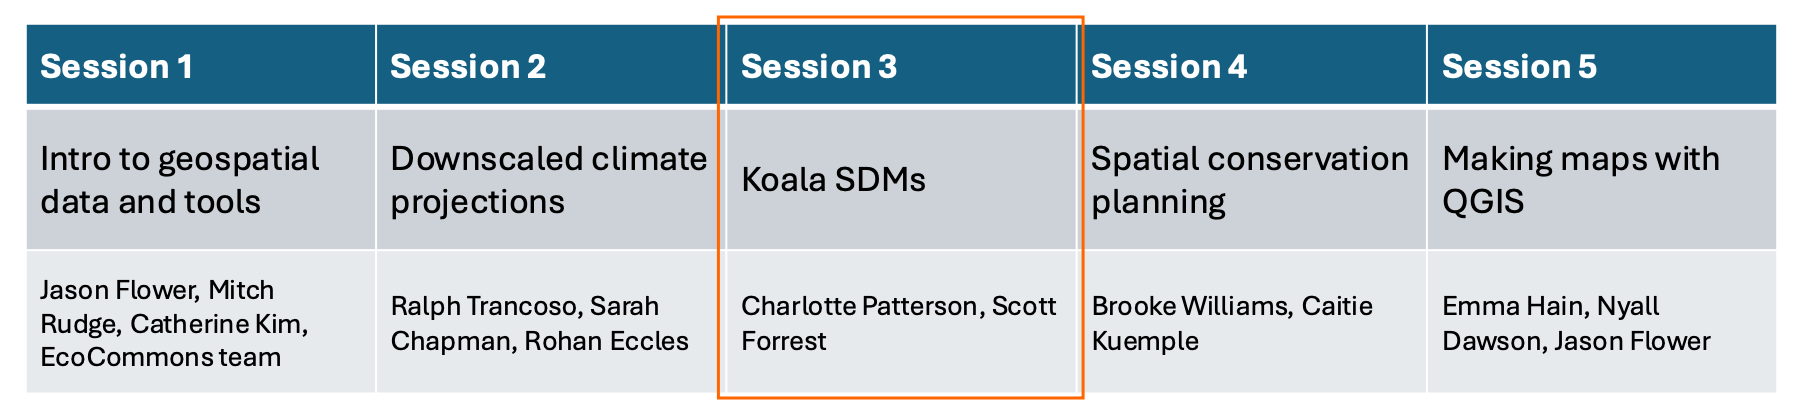 Session 1
Session 2
Session 3
Session 4
Session 5
Intro to geospatial
data and tools
Downscaled climate
projections
Koala SDMs
Spatial conservation
planning
Making maps with
QGIS
Jason Flower, Mitch
Rudge, Catherine Kim,
EcoCommons team
Ralph Trancoso, Sarah
Chapman, Rohan Eccles
Charlotte Patterson, Scott
Forrest
Brooke Williams, Caitie
Kuemple
Emma Hain, Nyall
Dawson, Jason Flower